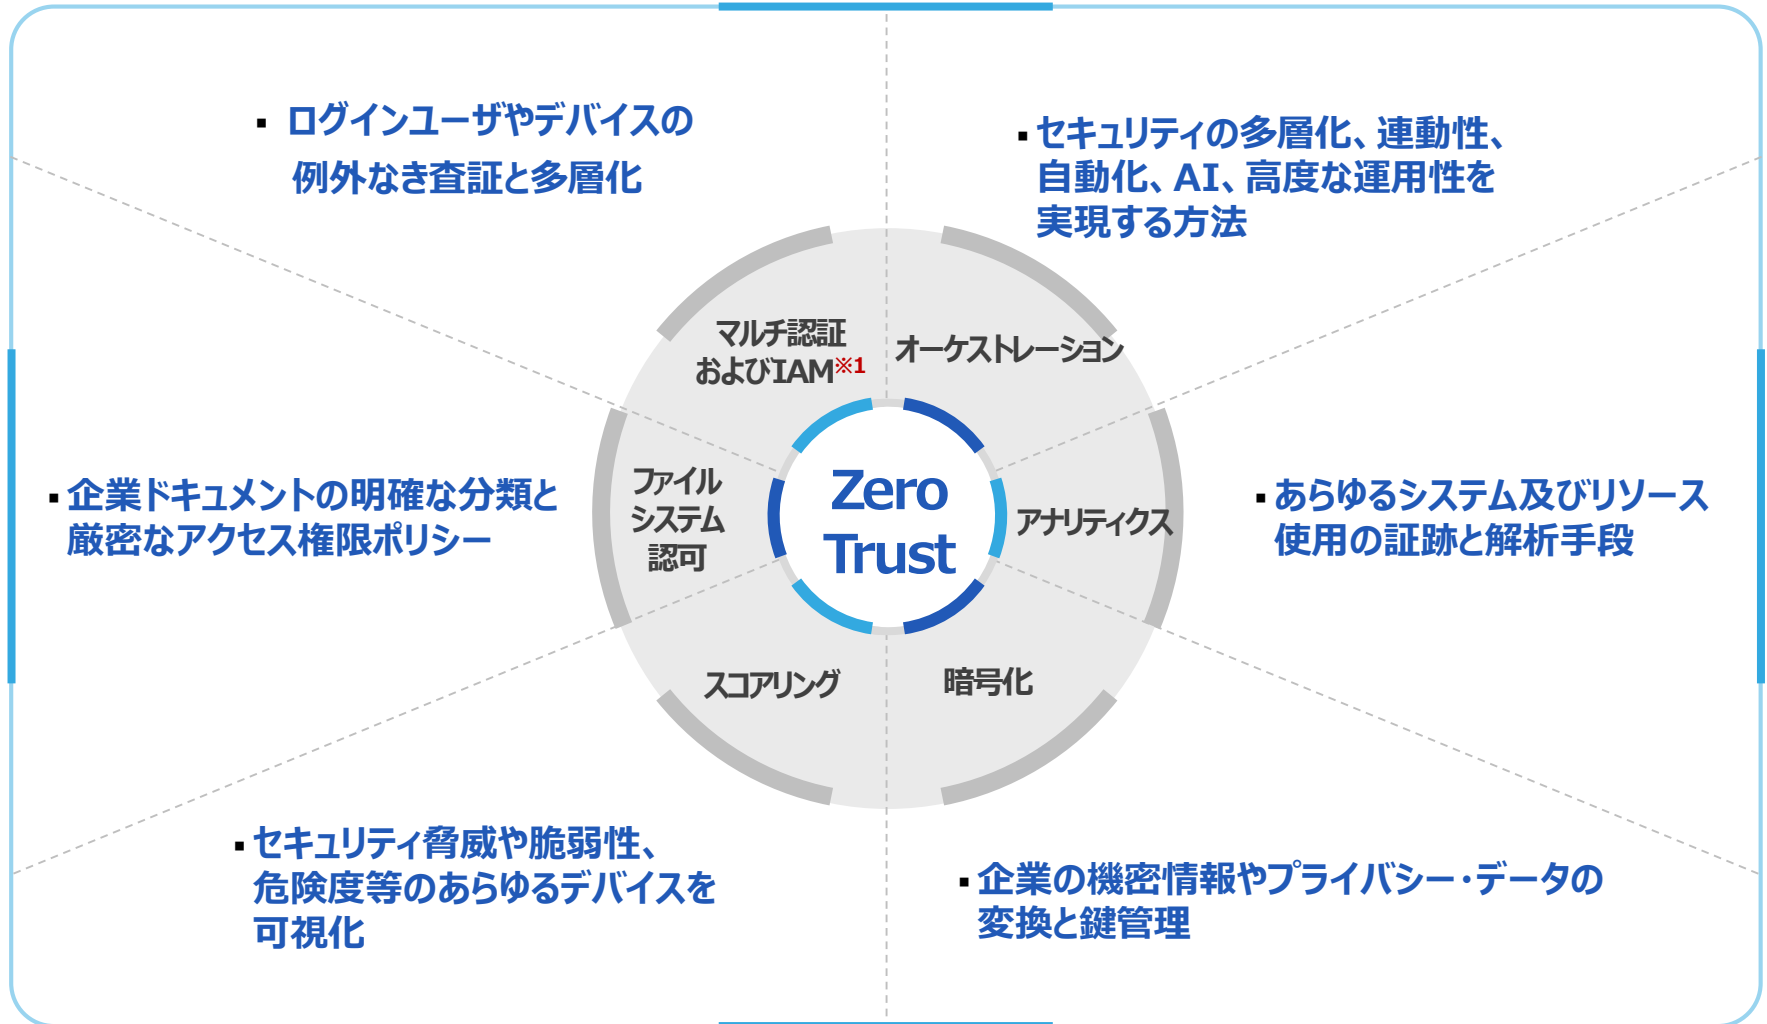 ▪ ログインユーザやデバイスの
例外なき査証と多層化
▪ セキュリティの多層化、連動性、
自動化、AI、高度な運用性を
実現する方法
マルチ認証
およびIAM※1
オーケストレーション
ファイル
システム
認可
Zero
Trust
アナリティクス
▪ 企業ドキュメントの明確な分類と
厳密なアクセス権限ポリシー
▪ あらゆるシステム及びリソース
使用の証跡と解析手段
スコアリング
暗号化
▪ セキュリティ脅威や脆弱性、
危険度等のあらゆるデバイスを
可視化
▪ 企業の機密情報やプライバシー・データの
変換と鍵管理